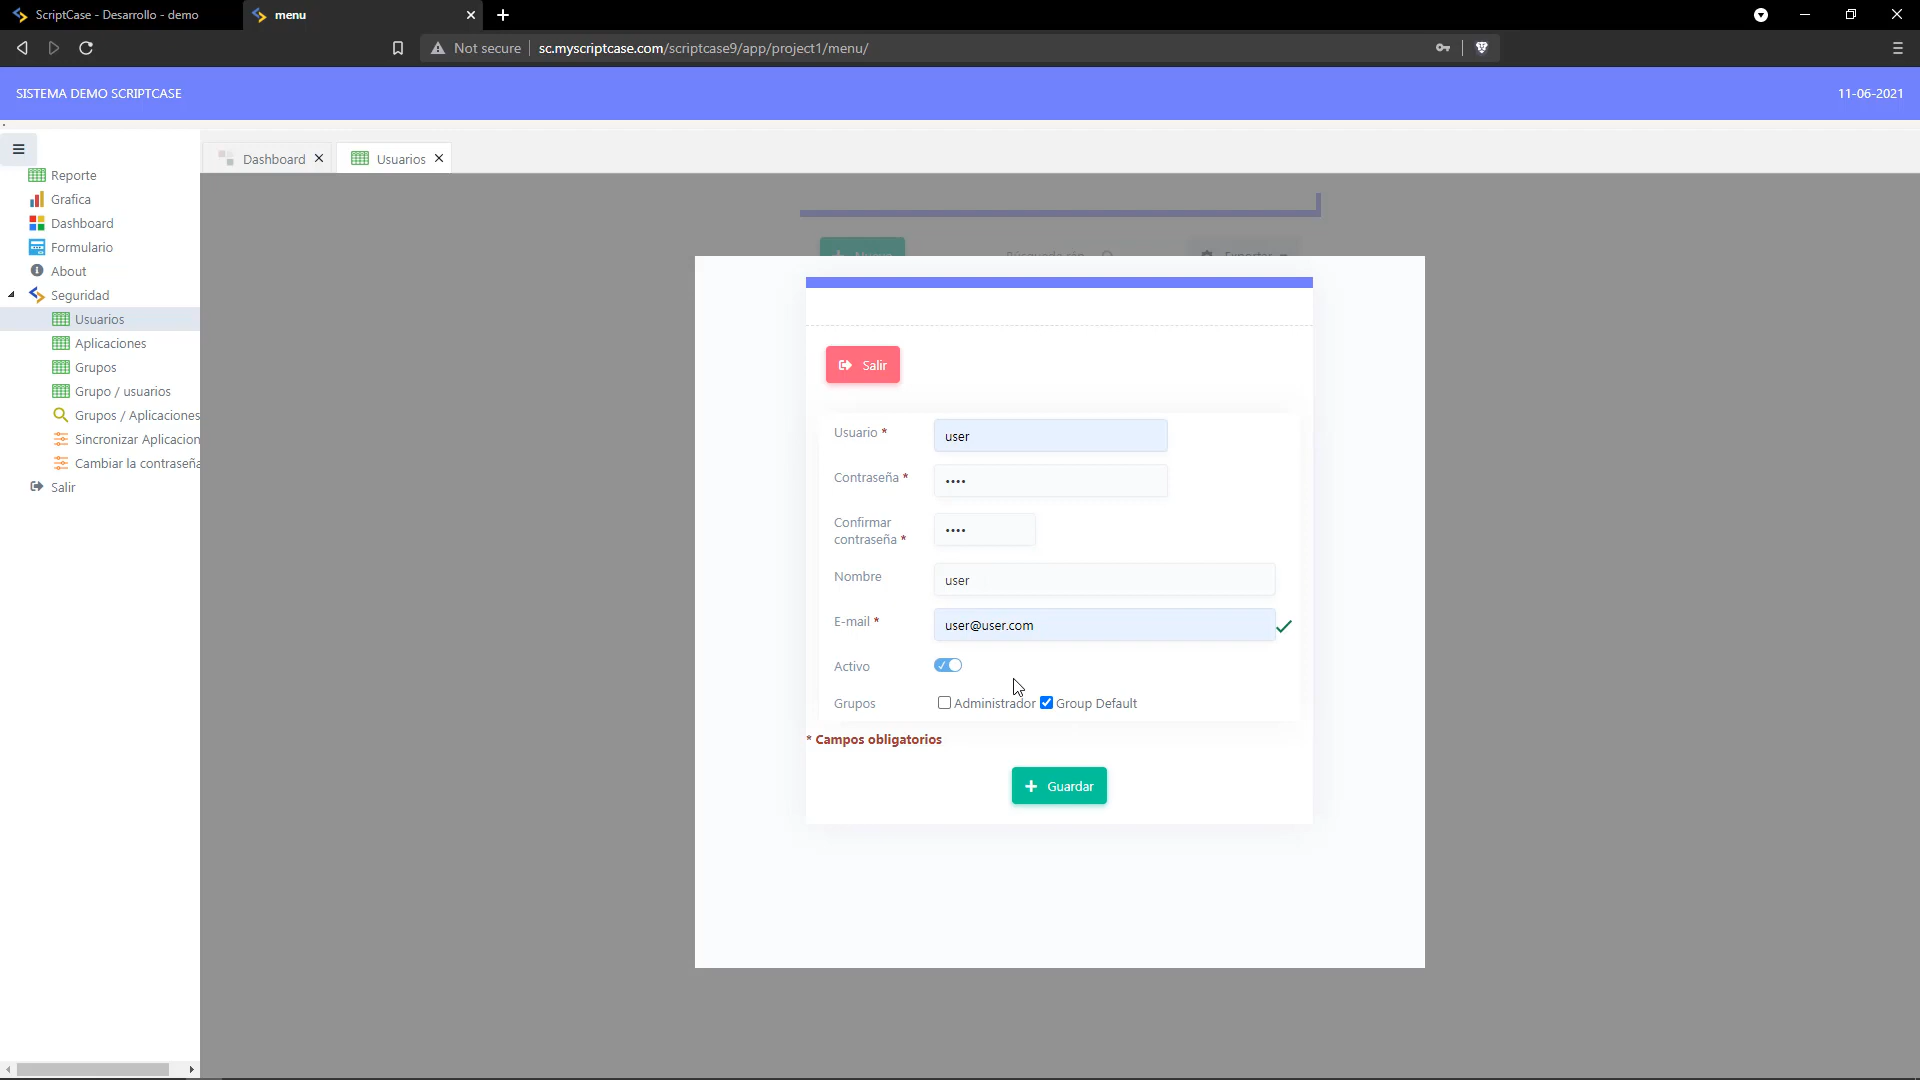 ScriptCase - Desarrollo - demo
menu
Not secure
sc.myscriptcase.com/scriptcase9/app/project1/menu/
SISTEMA DEMO SCRIPTCASE
11-06-2021
Dashboard
Usuarios
Reporte
Grafica
Dashboard
Formulario
About
Seguridad
Usuarios
Aplicaciones
Grupos
Grupo / usuarios
Grupos / Aplicaciones
Sincronizar Aplicacion
Cambiar la contraseña
Salir
Nuevo
Exportar
Salir
Usuario *
user
Contraseña *
••••
Confirmar
contraseña *
••••
Nombre
user
E-mail *
user@user.com
Activo
Grupos
Administrador
Group Default
* Campos obligatorios
Guardar